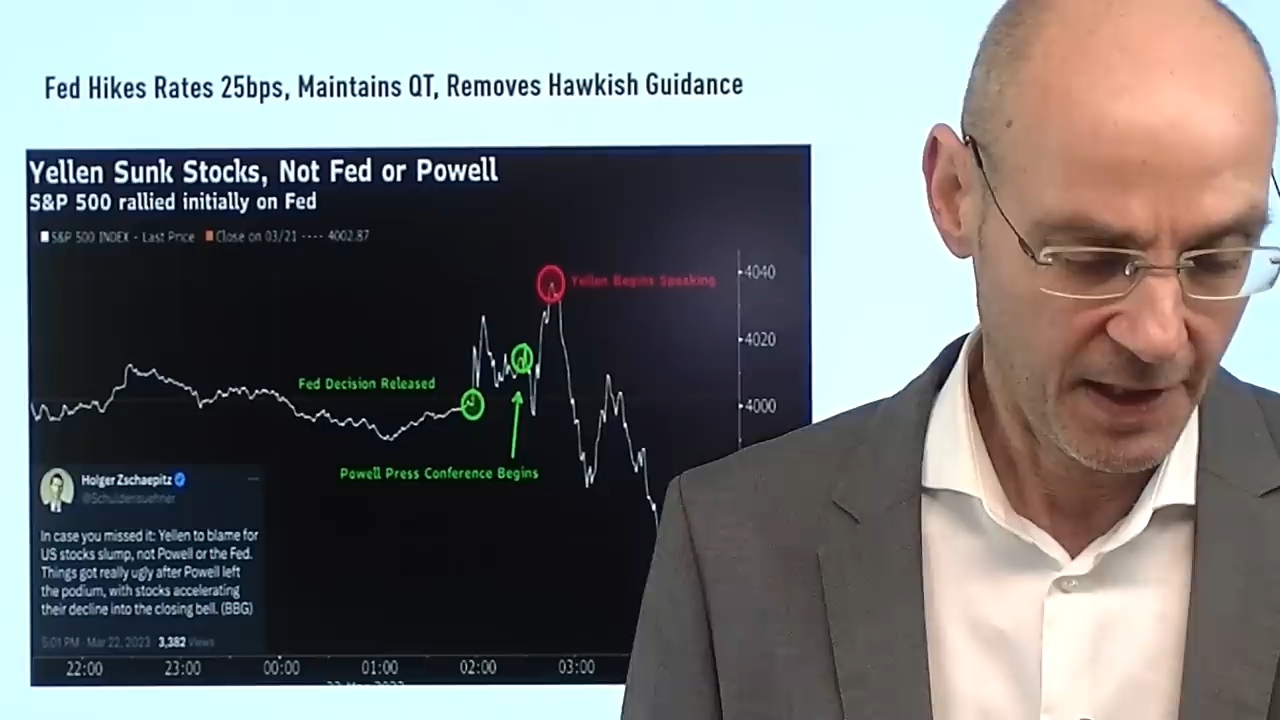 Fed Hikes Rates 25bps, Maintains QT, Removes Hawkish Guidance
Yellen Sunk Stocks, Not Fed or Powell
S&P 500 rallied initially on Fed
S&P 500 INDEX - Last Price Close on 03/21 ---- 4002.87
Yellen Begins Speaking
4040
4020
4000
Fed Decision Released
Powell Press Conference Begins
Holger Zschaepitz
@Schuldensuehner
In case you missed it: Yellen to blame for
US stocks slump, not Powell or the Fed.
Things got really ugly after Powell left
the podium, with stocks accelerating
their decline into the closing bell. (BBG)
5:01 PM · Mar 22, 2023 3,382 Views
22:00 23:00 00:00 01:00 02:00 03:00